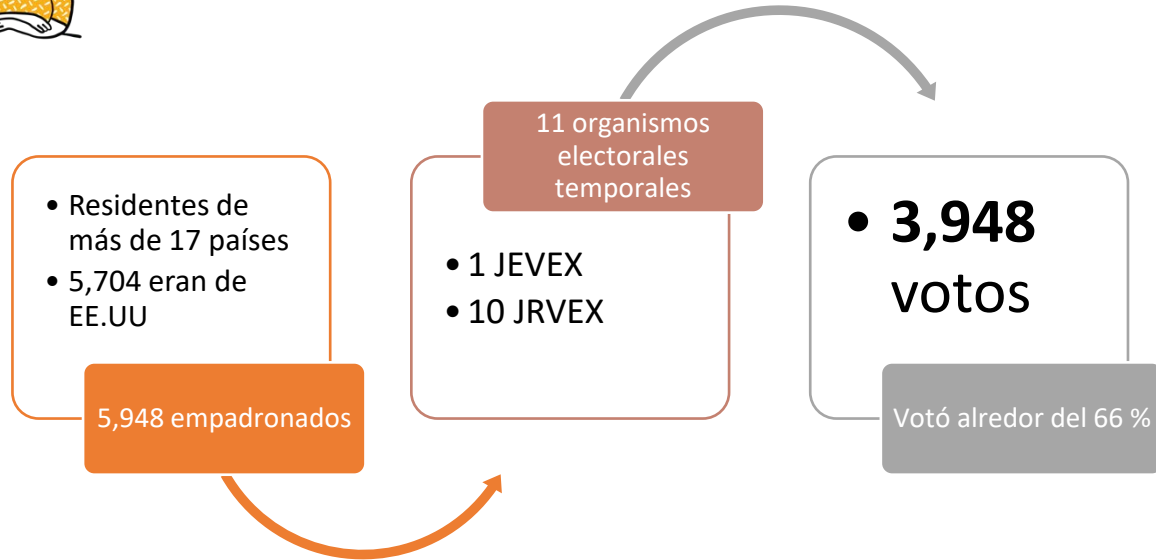 • Residentes de
más de 17 países
• 5,704 eran de
EE.UU
5,948 empadronados
11 organismos
electorales
temporales
• 1 JEVEX
• 10 JRVEX
• 3,948
votos
Votó alredor del 66 %